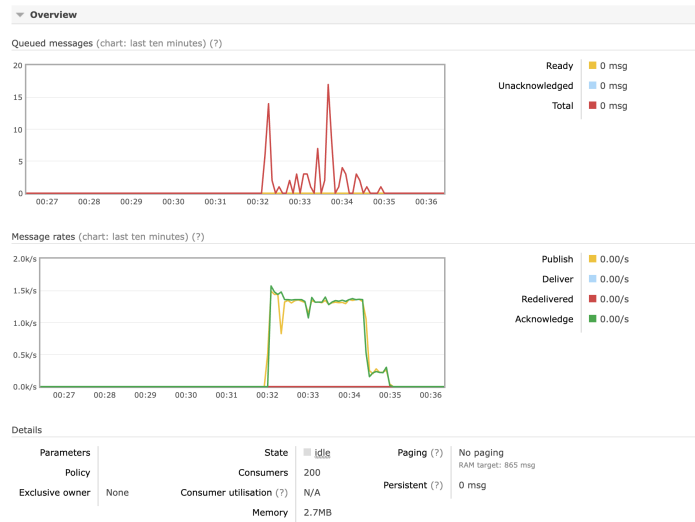 Overview
Queued messages (chart: last ten minutes) (?)
20
15
10
5
0
00:27 00:28 00:29 00:30 00:31 00:32 00:33 00:34 00:35 00:36
Ready 0 msg
Unacknowledged 0 msg
Total 0 msg
Message rates (chart: last ten minutes) (?)
2.0k/s
1.5k/s
1.0k/s
0.5k/s
0.0k/s
00:27 00:28 00:29 00:30 00:31 00:32 00:33 00:34 00:35 00:36
Publish 0.00/s
Deliver 0.00/s
Redelivered 0.00/s
Acknowledge 0.00/s
Details
Parameters
Policy
Exclusive owner None
State idle
Consumers 200
Consumer utilisation (?) N/A
Memory 2.7MB
Paging (?) No paging
RAM target: 865 msg
Persistent (?) 0 msg